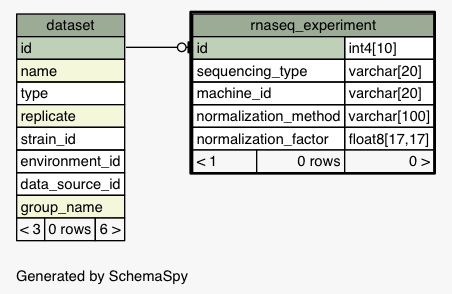 dataset
id
name
type
replicate
strain_id
environment_id
data_source_id
group_name
< 3 0 rows 6 >
rnaseq_experiment
id int4[10]
sequencing_type varchar[20]
machine_id varchar[20]
normalization_method varchar[100]
normalization_factor float8[17,17]
< 1 0 rows 0 >
Generated by SchemaSpy